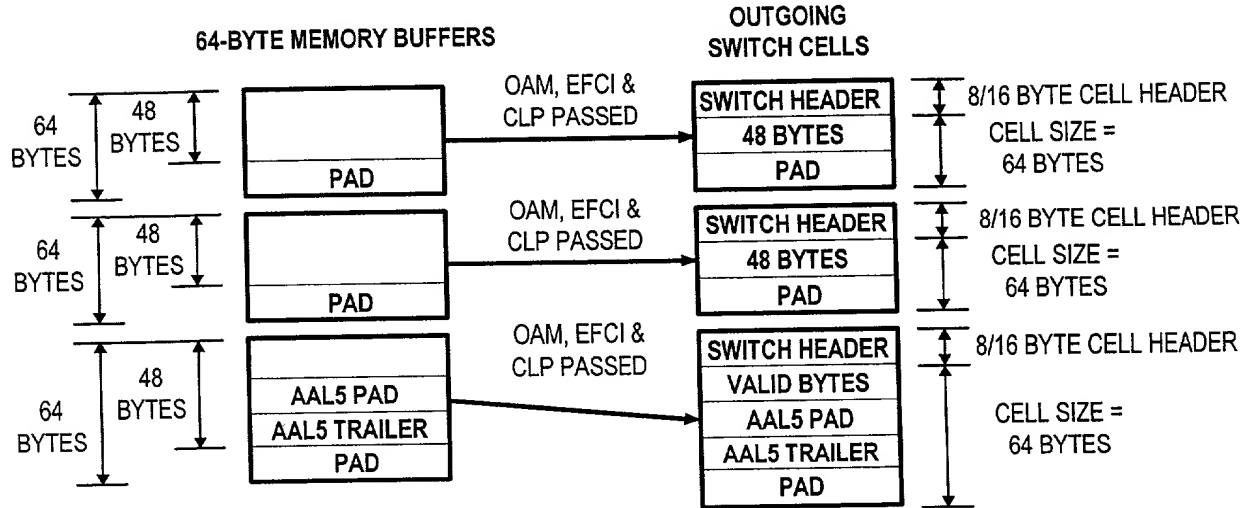 64-BYTE MEMORY BUFFERS
OUTGOING
SWITCH CELLS
64
BYTES
48
BYTES
PAD
OAM, EFCI &
CLP PASSED
SWITCH HEADER
48 BYTES
PAD
8/16 BYTE CELL HEADER
CELL SIZE =
64 BYTES
64
BYTES
48
BYTES
PAD
OAM, EFCI &
CLP PASSED
SWITCH HEADER
48 BYTES
PAD
8/16 BYTE CELL HEADER
CELL SIZE =
64 BYTES
64
BYTES
48
BYTES
AAL5 PAD
AAL5 TRAILER
PAD
OAM, EFCI &
CLP PASSED
SWITCH HEADER
VALID BYTES
AAL5 PAD
AAL5 TRAILER
PAD
8/16 BYTE CELL HEADER
CELL SIZE =
64 BYTES